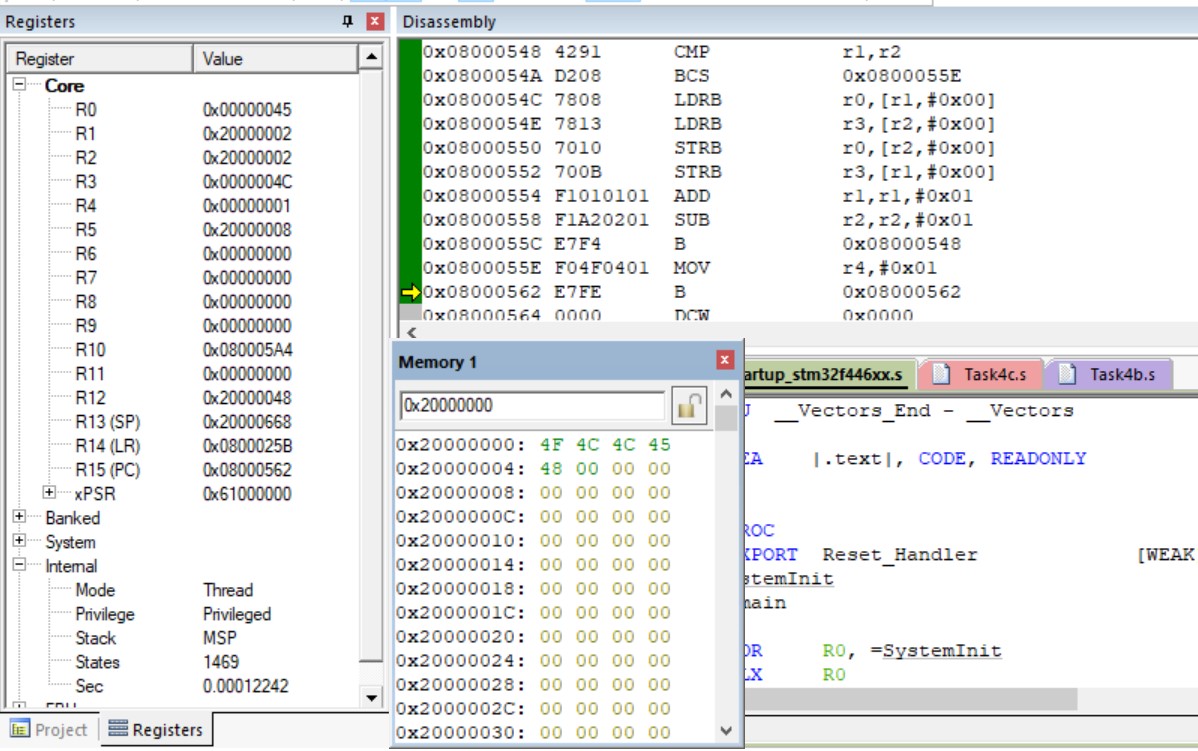 Registers
Register Value
Core
R0 0x00000045
R1 0x20000002
R2 0x20000002
R3 0x0000004C
R4 0x00000001
R5 0x20000008
R6 0x00000000
R7 0x00000000
R8 0x00000000
R9 0x00000000
R10 0x080005A4
R11 0x00000000
R12 0x20000048
R13 (SP) 0x20000668
R14 (LR) 0x0800025B
R15 (PC) 0x08000562
xPSR 0x61000000
Banked
System
Internal
Mode Thread
Privilege Privileged
Stack MSP
States 1469
Sec 0.00012242
Project Registers
Disassembly
0x08000548 4291 CMP r1,r2
0x0800054A D208 BCS 0x0800055E
0x0800054C 7808 LDRB r0,[r1,#0x00]
0x0800054E 7813 LDRB r3,[r2,#0x00]
0x08000550 7010 STRB r0,[r2,#0x00]
0x08000552 700B STRB r3,[r1,#0x00]
0x08000554 F1010101 ADD r1,r1,#0x01
0x08000558 F1A20201 SUB r2,r2,#0x01
0x0800055C E7F4 B 0x08000548
0x0800055E F04F0401 MOV r4,#0x01
0x08000562 E7FE B 0x08000562
0x08000564 0000 DCW 0x0000
Memory 1
0x20000000
0x20000000: 4F 4C 4C 45
0x20000004: 48 00 00 00
0x20000008: 00 00 00 00
0x2000000C: 00 00 00 00
0x20000010: 00 00 00 00
0x20000014: 00 00 00 00
0x20000018: 00 00 00 00
0x2000001C: 00 00 00 00
0x20000020: 00 00 00 00
0x20000024: 00 00 00 00
0x20000028: 00 00 00 00
0x2000002C: 00 00 00 00
0x20000030: 00 00 00 00
artup_stm32f446xx.s Task4c.s Task4b.s
__Vectors_End - __Vectors
EA |.text|, CODE, READONLY
ROC
XPORT Reset_Handler [WEAK
stemInit
main
DR R0, =SystemInit
LX R0